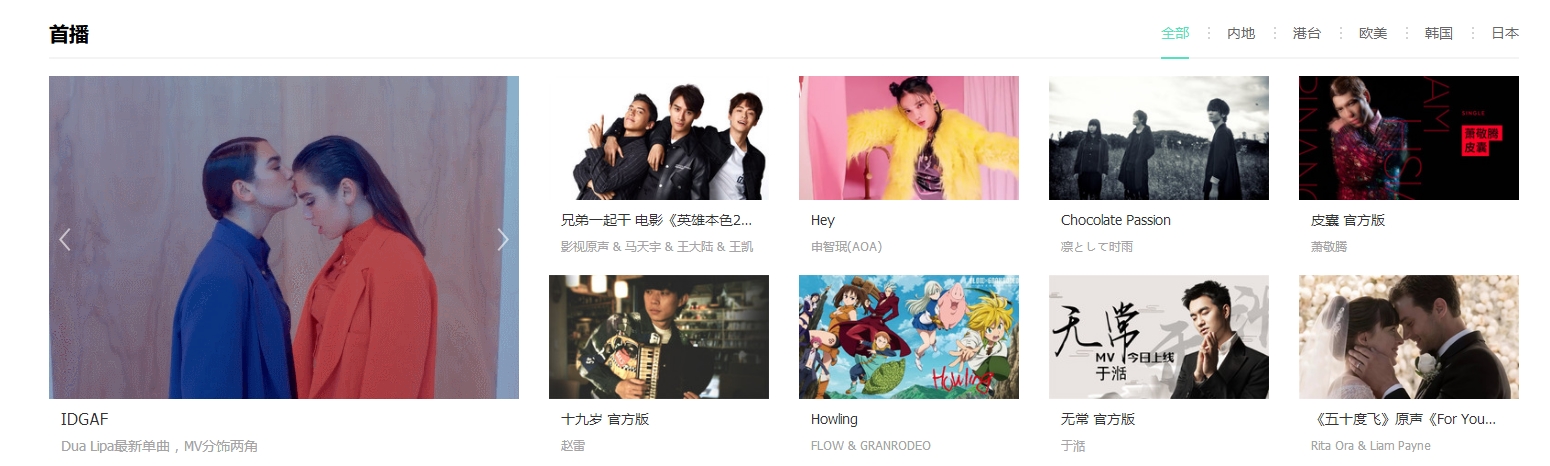 首播
全部
内地
港台
欧美
韩国
日本
IDGAF
Dua Lipa最新单曲，MV分饰两角
兄弟一起干 电影《英雄本色2...
影视原声 & 马天宇 & 王大陆 & 王凯
Hey
申智珉(AOA)
Chocolate Passion
凛として时雨
SINGLE
萧敬腾
皮囊
皮囊 官方版
萧敬腾
十九岁 官方版
赵雷
Howling
Howling
FLOW & GRANRODEO
无常
MV 今日上线
于湉
无常 官方版
于湉
《五十度飞》原声《For You...
Rita Ora & Liam Payne